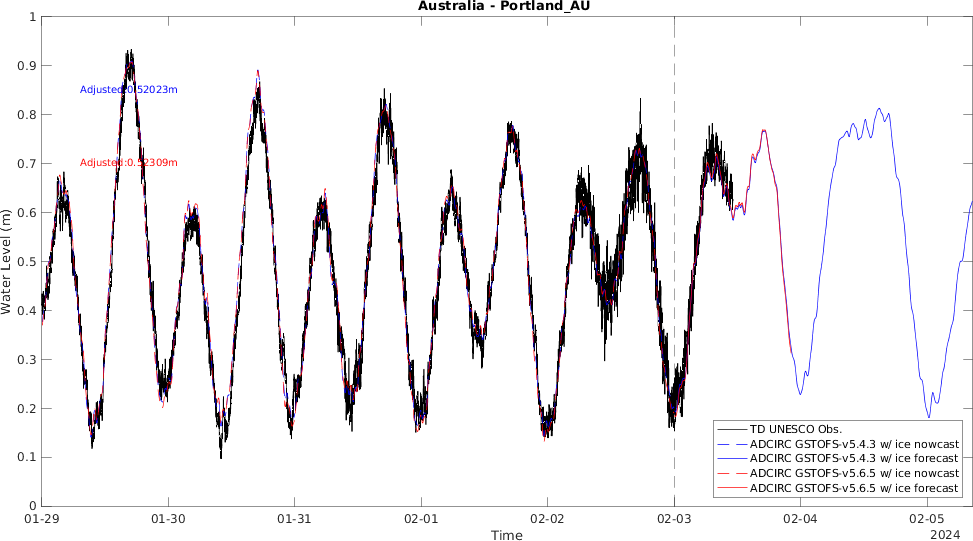 Australia - Portland_AU
1
0.9
0.8
0.7
0.6
0.5
0.4
0.3
0.2
0.1
0
Water Level (m)
Adjusted:0.52023m
Adjusted:0.52309m
TD UNESCO Obs.
ADCIRC GSTOFS-v5.4.3 w/ ice nowcast
ADCIRC GSTOFS-v5.4.3 w/ ice forecast
ADCIRC GSTOFS-v5.6.5 w/ ice nowcast
ADCIRC GSTOFS-v5.6.5 w/ ice forecast
01-29 01-30 01-31 02-01 02-02 02-03 02-04 02-05
Time
2024